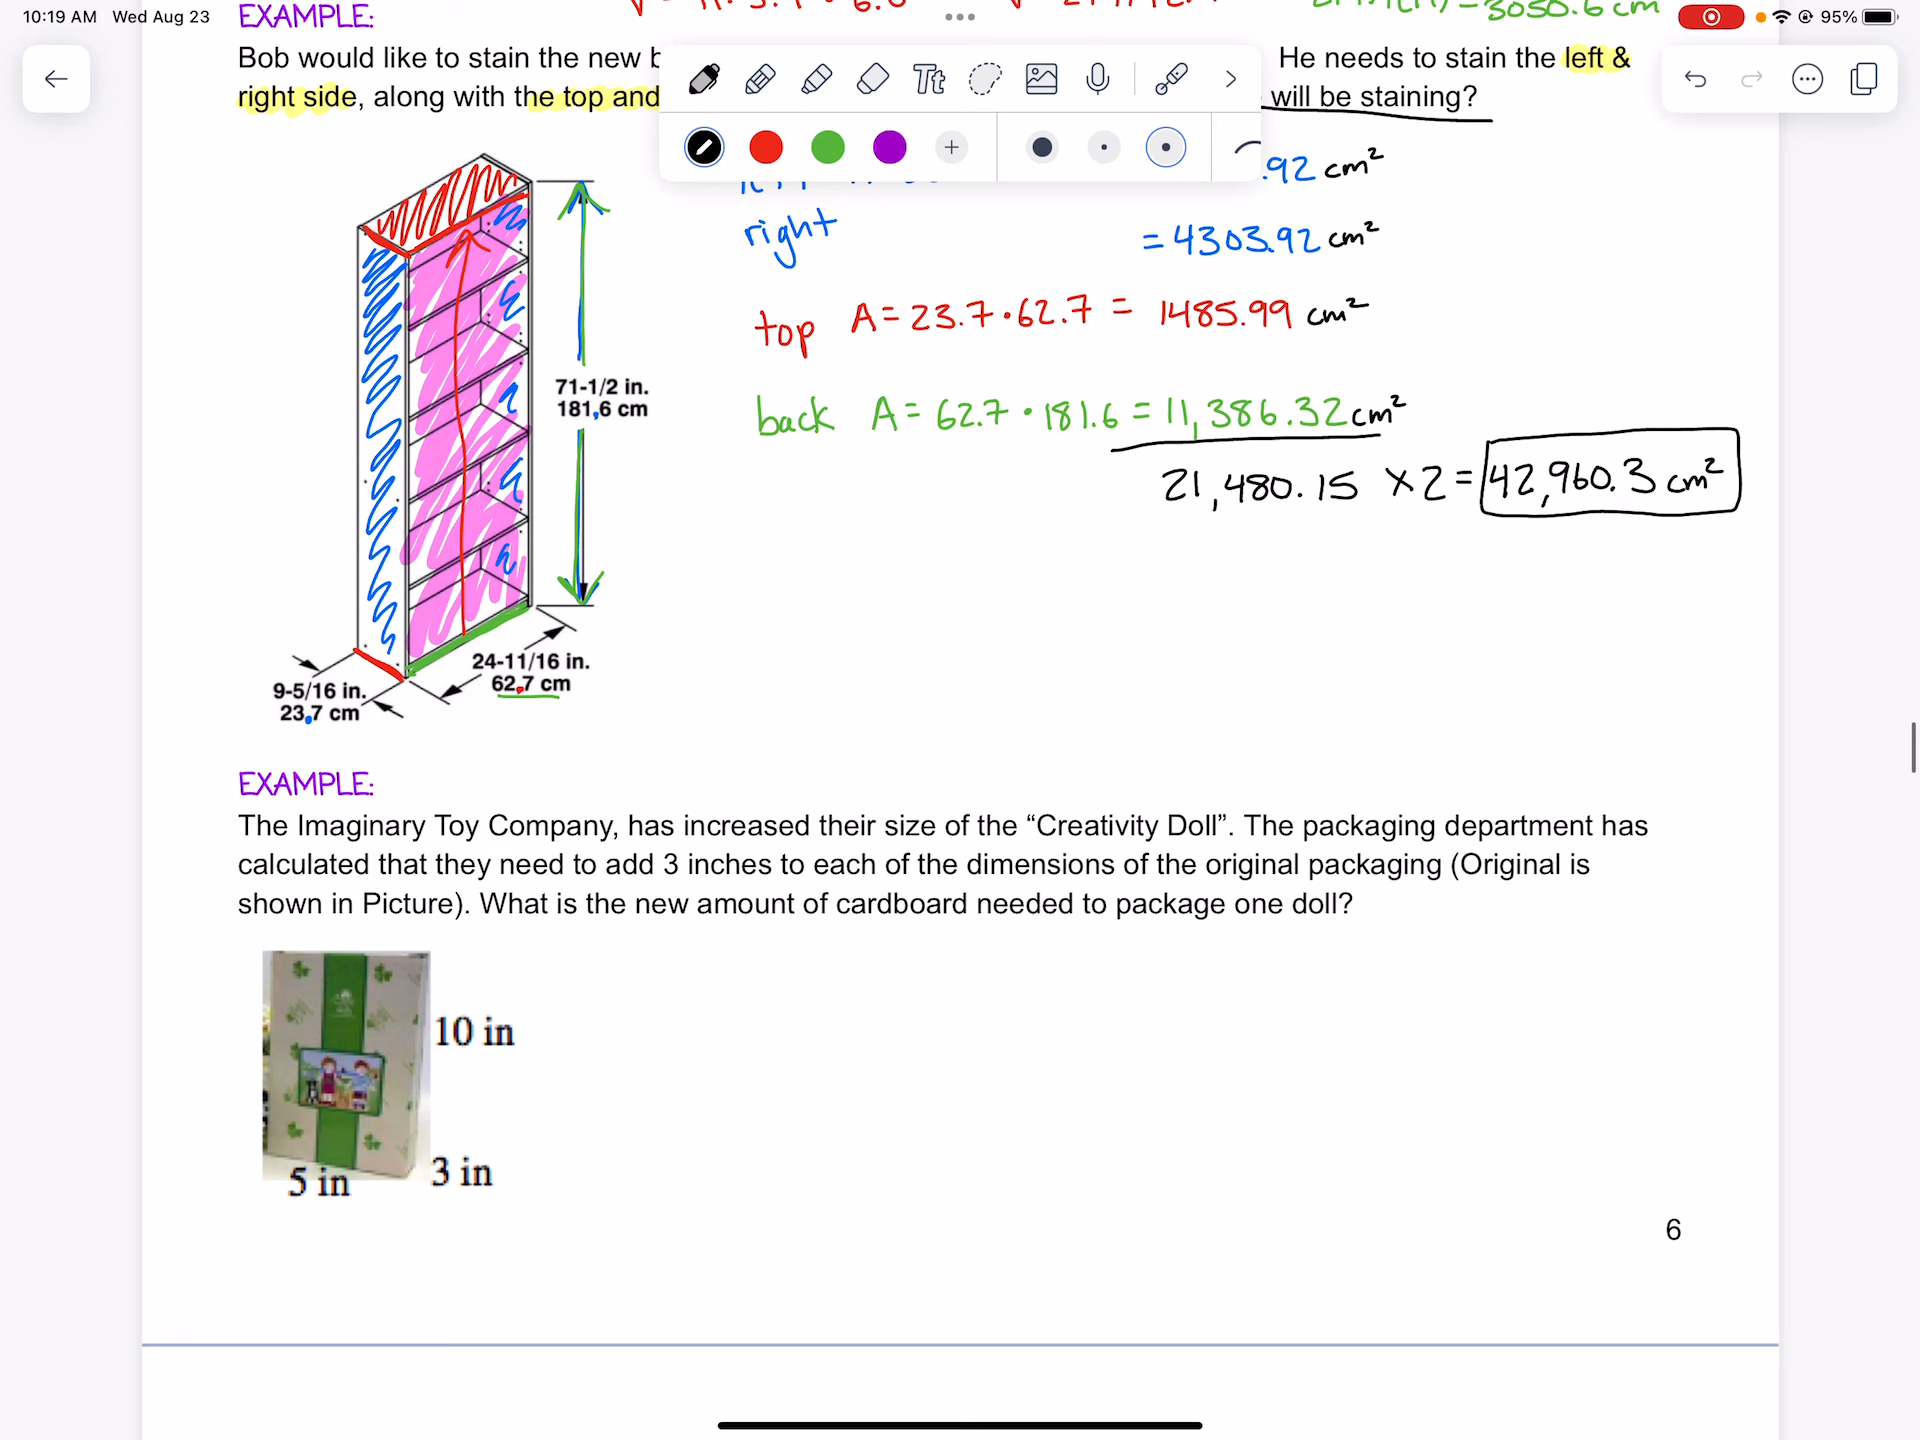 10:19 AM Wed Aug 23
95%
EXAMPLE:
3050.6 cm
Bob would like to stain the new b
He needs to stain the left &
right side, along with the top and
will be staining?
Tt
.92 cm²
right
= 4303.92 cm²
top A = 23.7 · 62.7 = 1485.99 cm²
71-1/2 in.
181,6 cm
back A = 62.7 · 181.6 = 11,386.32 cm²
21,480.15 × 2 = 42,960.3 cm²
24-11/16 in.
62.7 cm
9-5/16 in.
23.7 cm
EXAMPLE:
The Imaginary Toy Company, has increased their size of the “Creativity Doll”. The packaging department has
calculated that they need to add 3 inches to each of the dimensions of the original packaging (Original is
shown in Picture). What is the new amount of cardboard needed to package one doll?
10 in
3 in
5 in
6